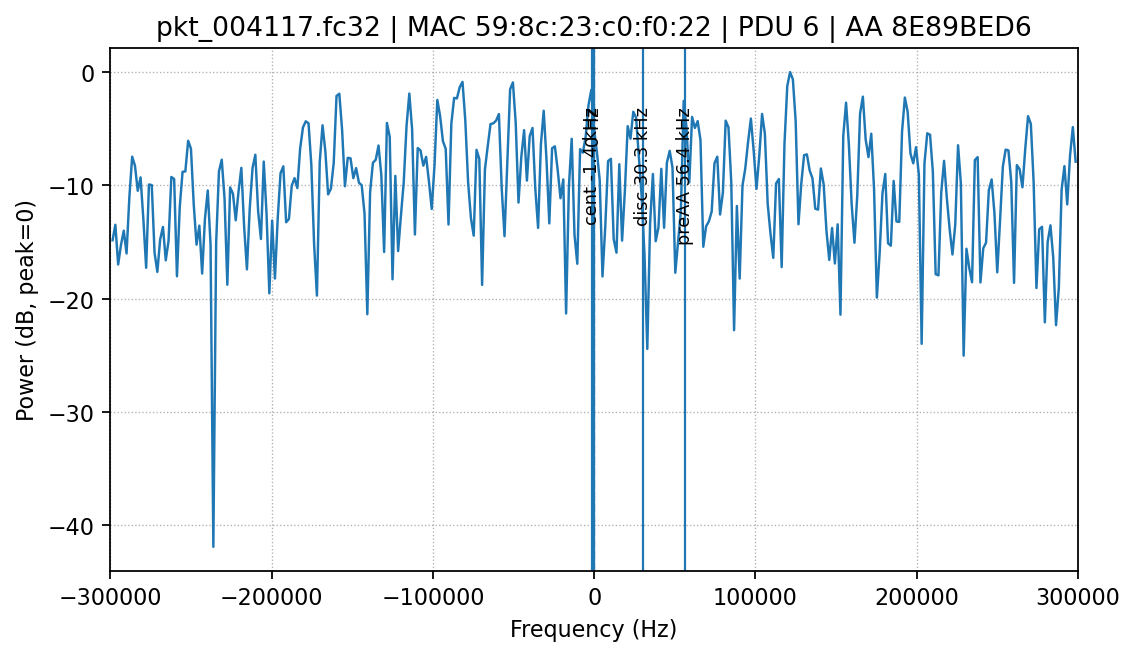 pkt_004117.fc32 | MAC 59:8c:23:c0:f0:22 | PDU 6 | AA 8E89BED6
Power (dB, peak=0)
0
−10
−20
−30
−40
cent -1.40kHz
disc 30.3 kHz
preAA 56.4 kHz
−300000
−200000
−100000
0
100000
200000
300000
Frequency (Hz)